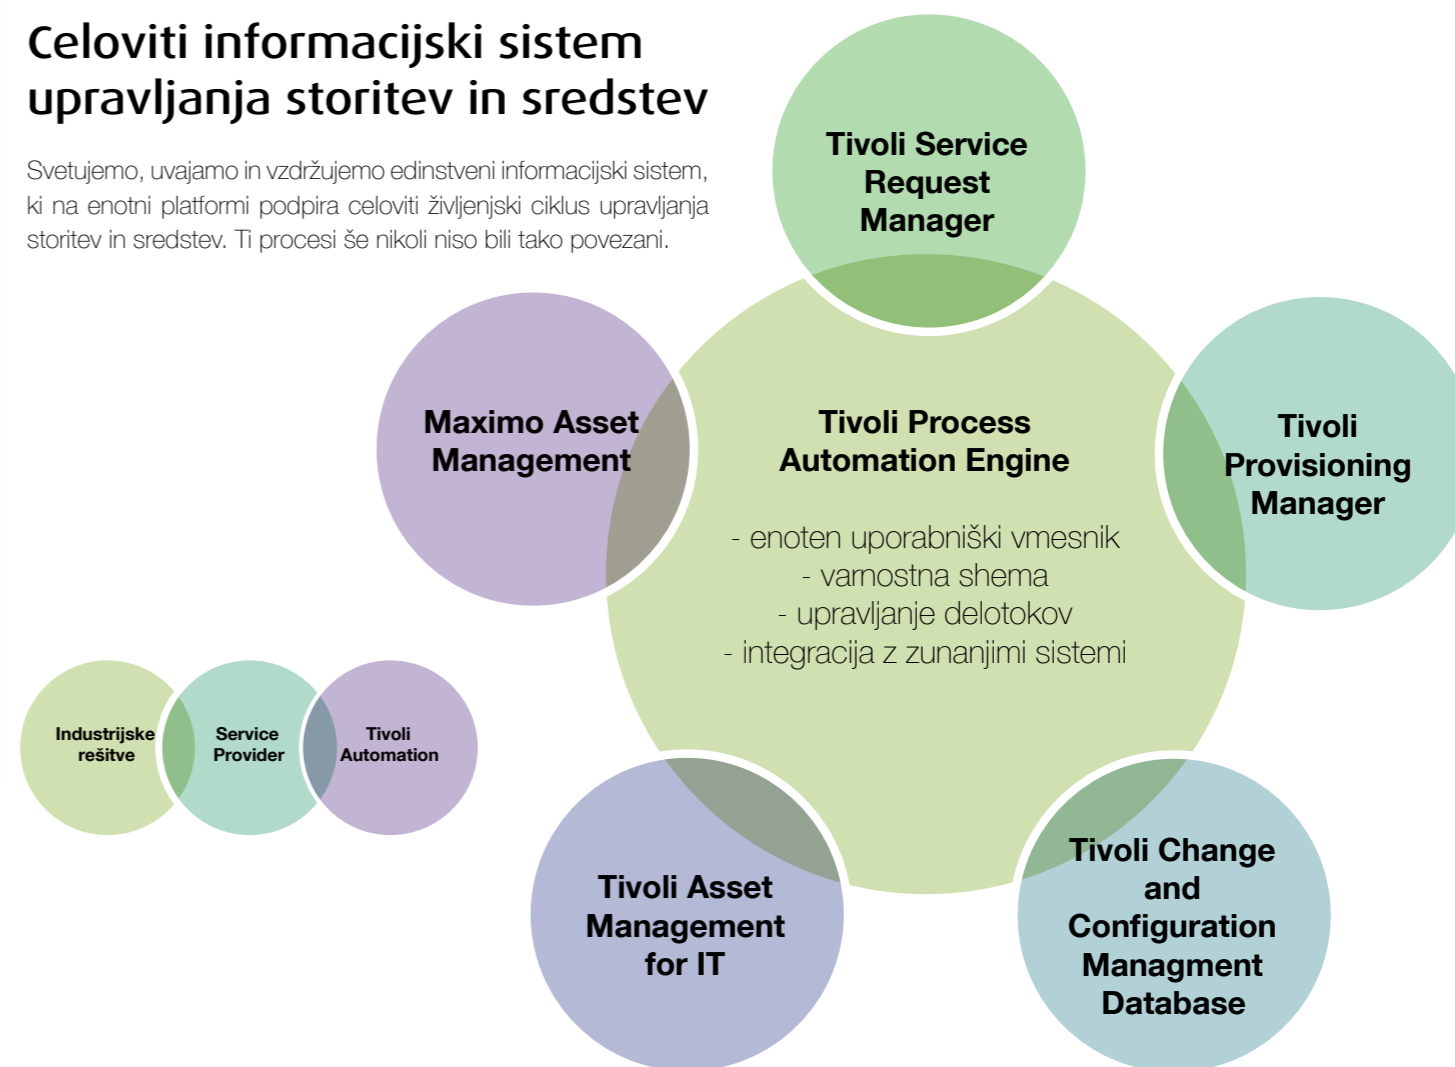 Celoviti informacijski sistem
upravljanja storitev in sredstev
Svetujemo, uvajamo in vzdržujemo edinstveni informacijski sistem,
ki na enotni platformi podpira celoviti življenjski ciklus upravljanja
storitev in sredstev. Ti procesi še nikoli niso bili tako povezani.
Tivoli Service
Request
Manager
Maximo Asset
Management
Tivoli Process
Automation Engine
- enoten uporabniški vmesnik
- varnostna shema
- upravljanje delotokov
- integracija z zunanjimi sistemi
Tivoli
Provisioning
Manager
Industrijske
rešitve
Service
Provider
Tivoli
Automation
Tivoli Asset
Management
for IT
Tivoli Change
and
Configuration
Managment
Database